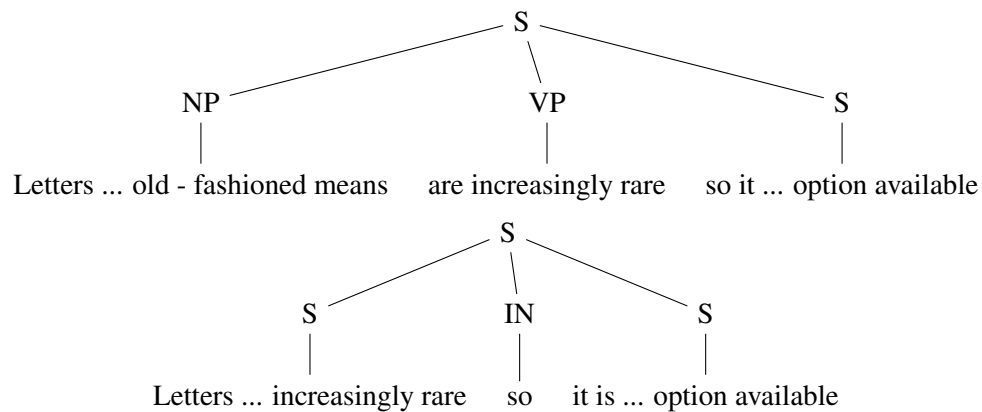 S
NP VP S
Letters ... old - fashioned means are increasingly rare so it ... option available
S
S IN S
Letters ... increasingly rare so it is ... option available